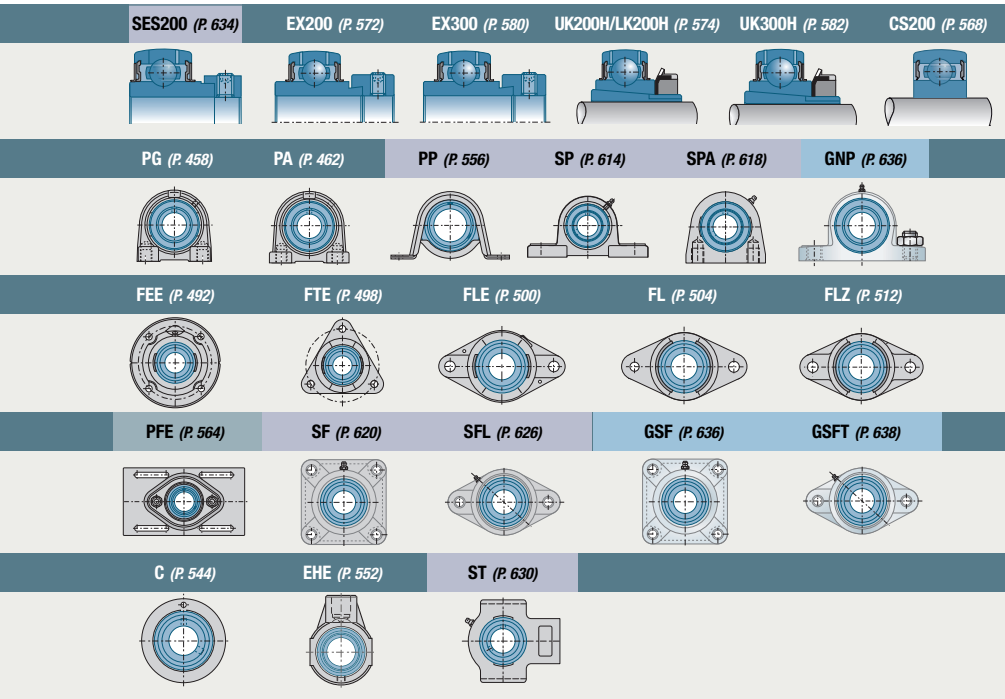 SES200 (P. 634) EX200 (P. 572) EX300 (P. 580) UK200H/LK200H (P. 574) UK300H (P. 582) CS200 (P. 568)
PG (P. 458) PA (P. 462) PP (P. 556) SP (P. 614) SPA (P. 618) GNP (P. 636)
FEE (P. 492) FTE (P. 498) FLE (P. 500) FL (P. 504) FLZ (P. 512)
PFE (P. 564) SF (P. 620) SFL (P. 626) GSF (P. 636) GSFT (P. 638)
C (P. 544) EHE (P. 552) ST (P. 630)